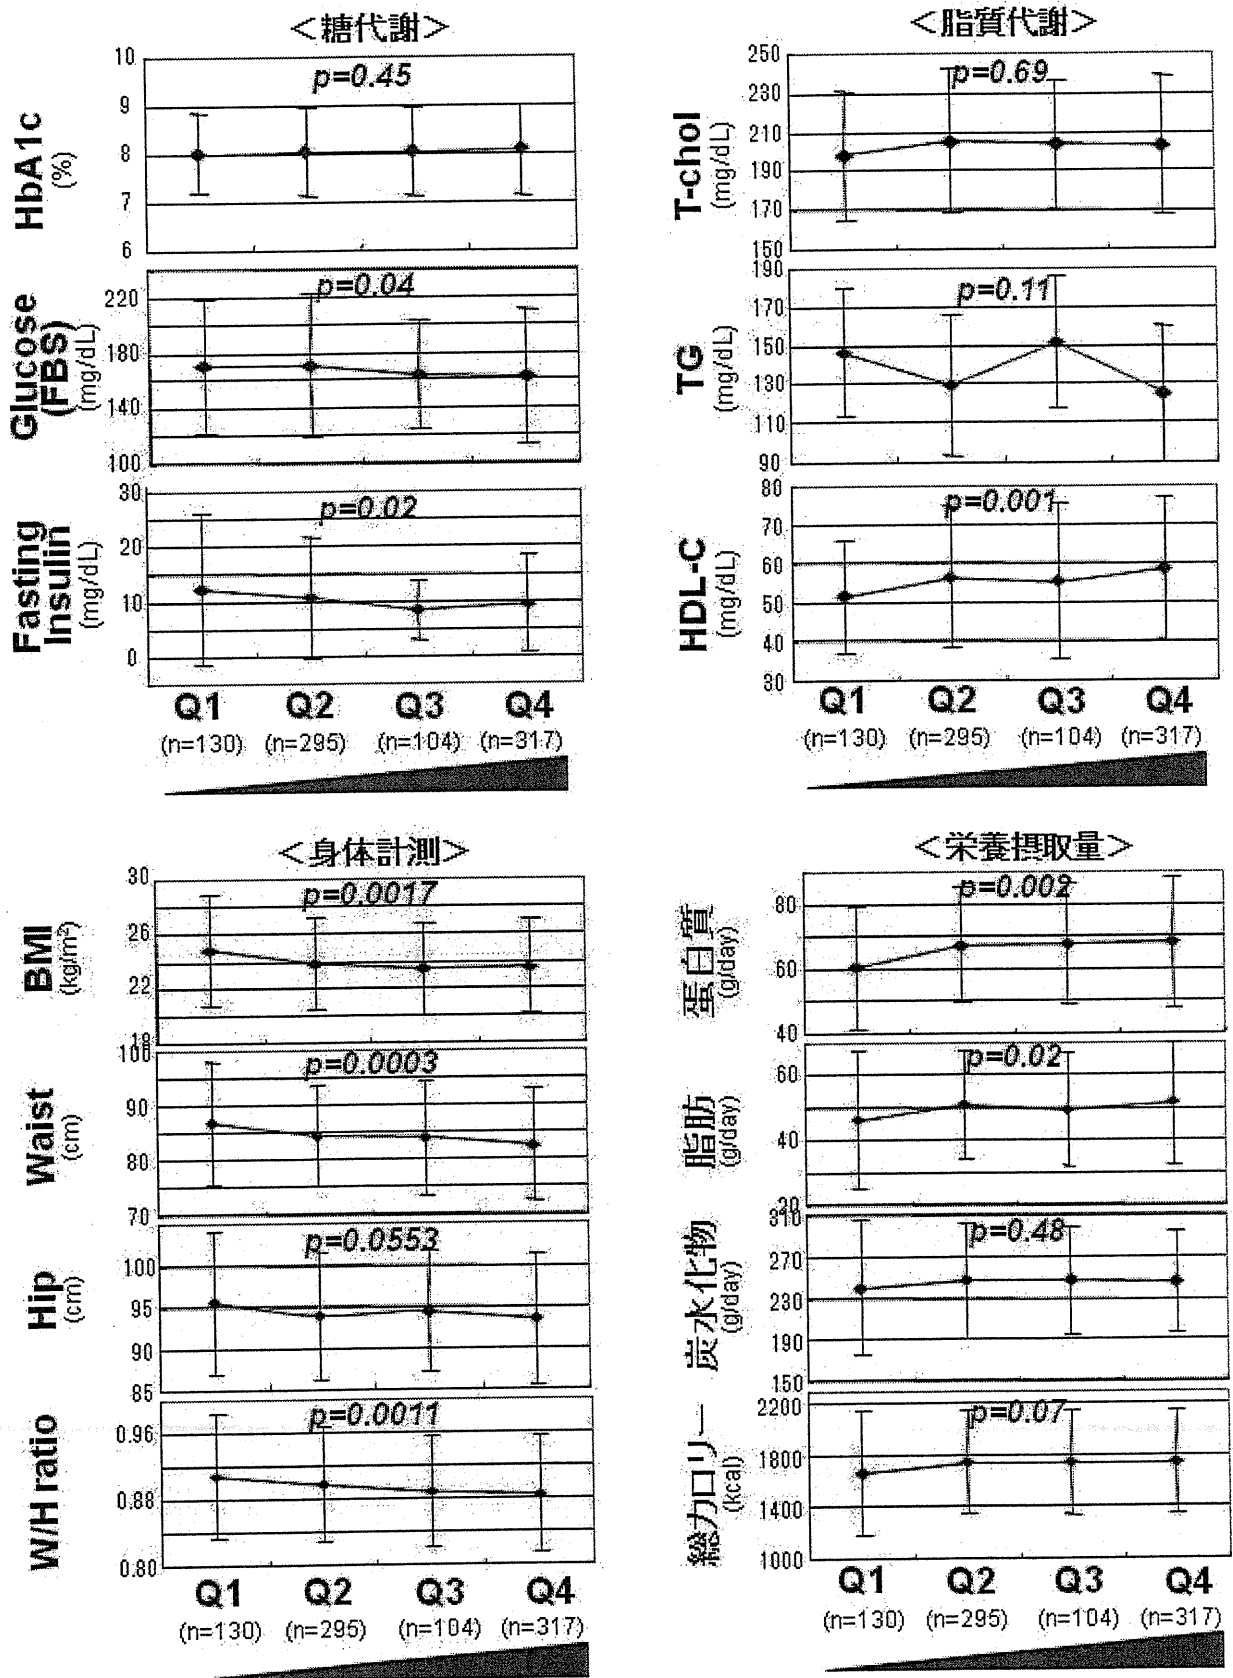 ＜糖代謝＞
p=0.45
HbA1c
(%)
10
9
8
7
6
p=0.04
Glucose
(FBS)
(mg/dL)
220
180
140
100
p=0.02
Fasting
Insulin
(mg/dL)
30
20
10
0
Q1 Q2 Q3 Q4
(n=130) (n=295) (n=104) (n=317)
＜脂質代謝＞
p=0.69
T-chol
(mg/dL)
250
230
210
190
170
150
p=0.11
TG
(mg/dL)
190
170
150
130
110
90
p=0.001
HDL-C
(mg/dL)
80
70
60
50
40
30
Q1 Q2 Q3 Q4
(n=130) (n=295) (n=104) (n=317)
＜身体計測＞
p=0.0017
BMI
(kg/m²)
30
26
22
18
p=0.0003
Waist
(cm)
100
90
80
70
p=0.0553
Hip
(cm)
100
95
90
85
p=0.0011
W/H ratio
0.96
0.88
0.80
Q1 Q2 Q3 Q4
(n=130) (n=295) (n=104) (n=317)
＜栄養摂取量＞
p=0.002
蛋白質
(g/day)
80
60
40
p=0.02
脂肪
(g/day)
60
40
20
p=0.48
炭水化物
(g/day)
310
270
230
190
150
p=0.07
総カロリー
(kcal)
2200
1800
1400
1000
Q1 Q2 Q3 Q4
(n=130) (n=295) (n=104) (n=317)